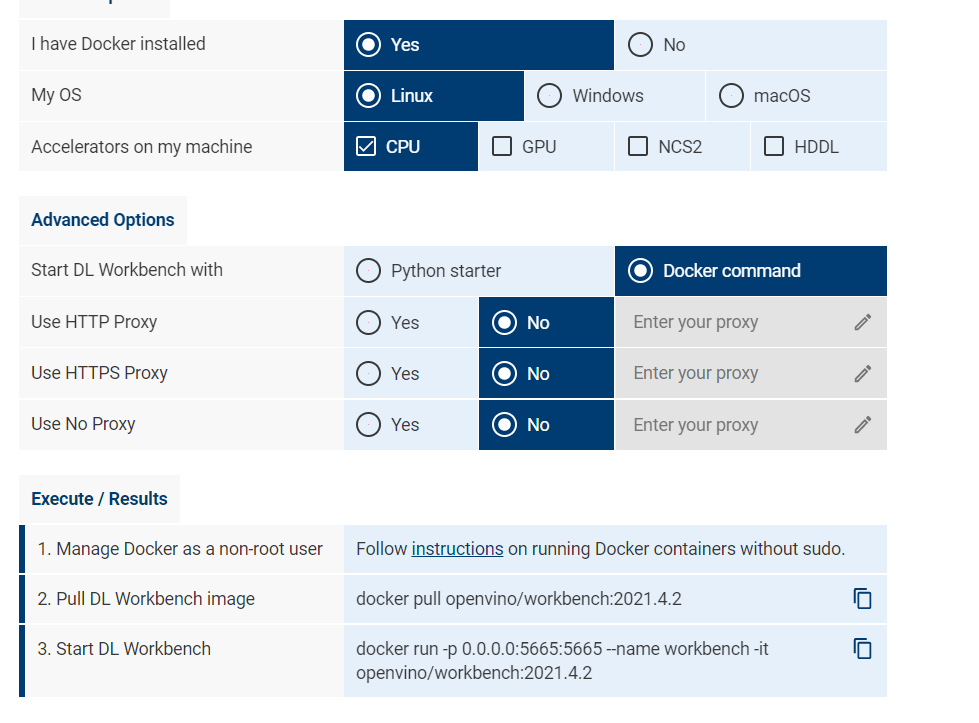 I have Docker installed Yes No
My OS Linux Windows macOS
Accelerators on my machine CPU GPU NCS2 HDDL
Advanced Options
Start DL Workbench with Python starter Docker command
Use HTTP Proxy Yes No Enter your proxy
Use HTTPS Proxy Yes No Enter your proxy
Use No Proxy Yes No Enter your proxy
Execute / Results
1. Manage Docker as a non-root user Follow instructions on running Docker containers without sudo.
2. Pull DL Workbench image docker pull openvino/workbench:2021.4.2
3. Start DL Workbench docker run -p 0.0.0.0:5665:5665 --name workbench -it
openvino/workbench:2021.4.2